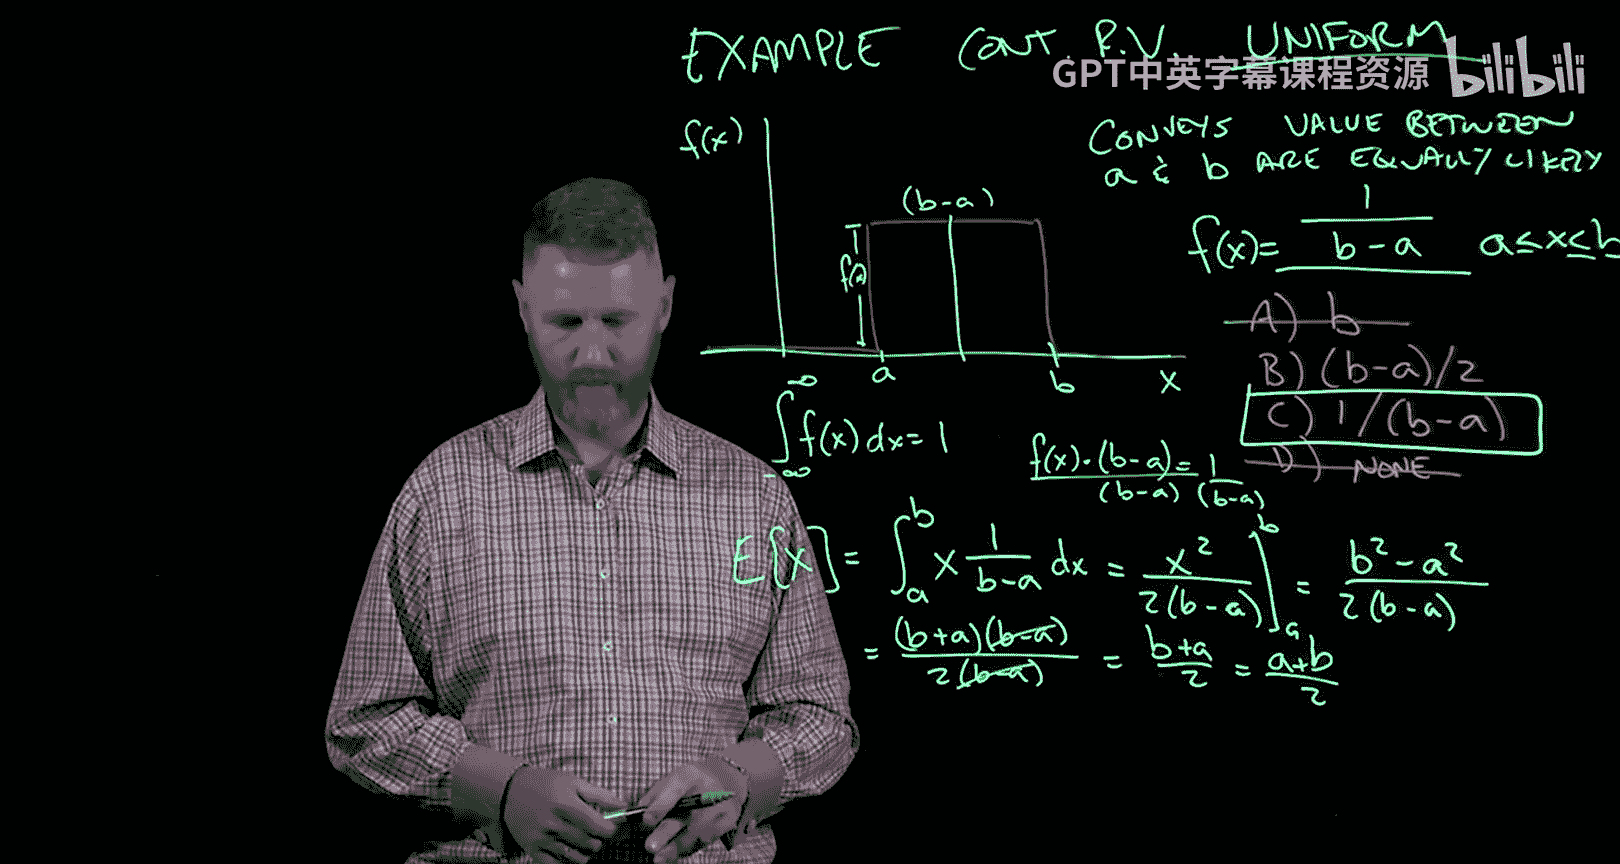 EXAMPLE CONT R.V. UNIFORM
GPT中英字幕课程资源 bilibili
f(x)
CONVEYS VALUE BETWEEN
a & b ARE EQUALLY LIKELY
(b-a)
f(x)= 1/(b-a) a≤x≤b
f(x)
A) b
B) (b-a)/2
C) 1/(b-a)
D) NONE
a b x
∫_{-∞}^{∞} f(x) dx = 1
f(x)·(b-a)/(b-a) = 1/(b-a)
E[x] = ∫_a^b x 1/(b-a) dx = x²/2(b-a) ]_a^b = b²-a²/2(b-a)
= (b+a)(b-a)/2(b-a) = b+a/2 = a+b/2